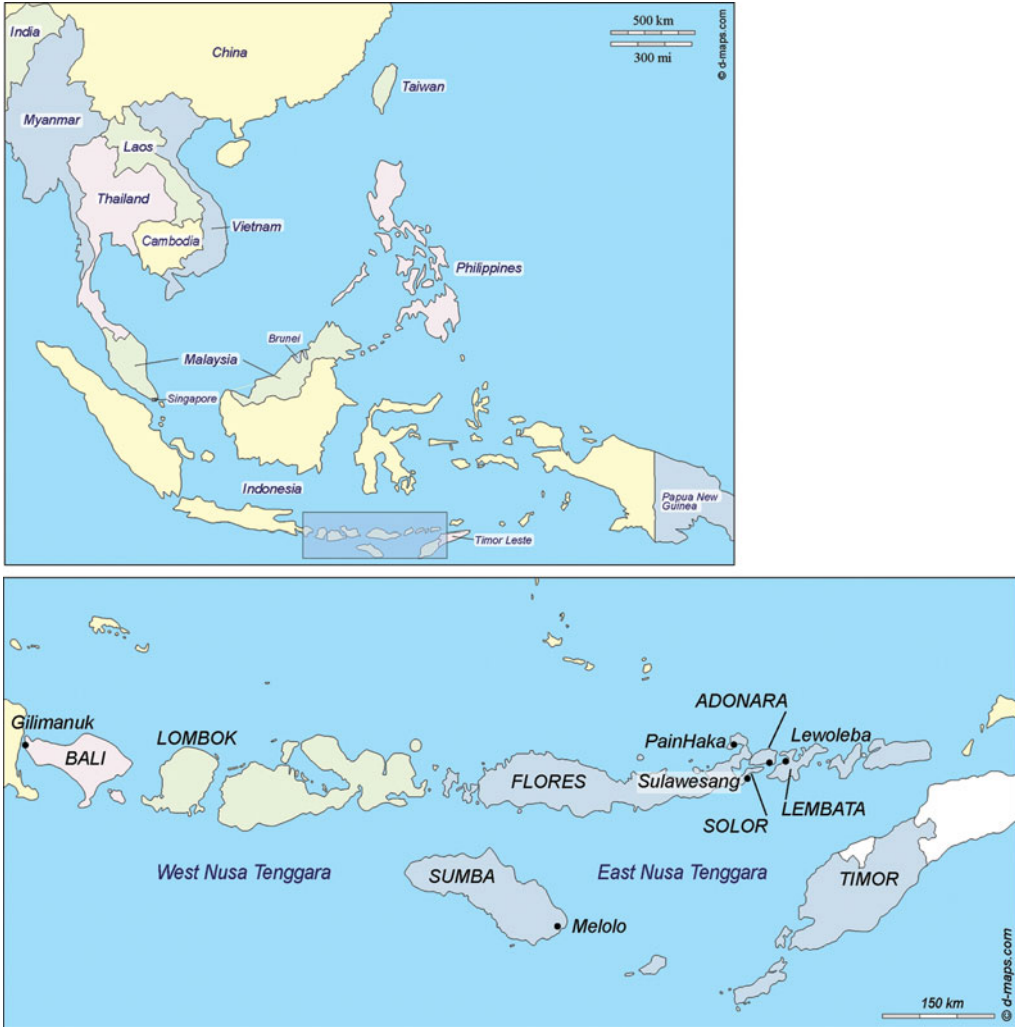 India
China
500 km
300 mi
© d-maps.com
Taiwan
Myanmar
Laos
Thailand
Vietnam
Cambodia
Philippines
Brunei
Malaysia
Singapore
Indonesia
Papua New
Guinea
Timor Leste
ADONARA
Gilimanuk
LOMBOK
PainHaka
Lewoleba
BALI
FLORES
Sulawesang
SOLOR
LEMBATA
West Nusa Tenggara
SUMBA
East Nusa Tenggara
TIMOR
Melolo
150 km
© d-maps.com